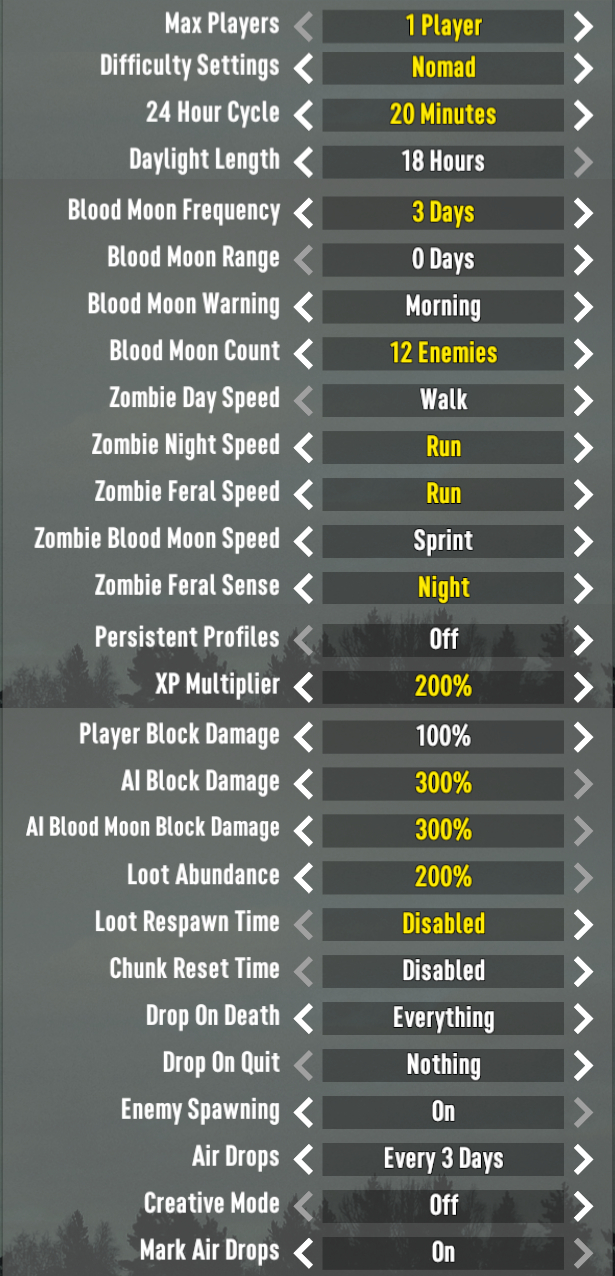 Max Players 1 Player
Difficulty Settings Nomad
24 Hour Cycle 20 Minutes
Daylight Length 18 Hours
Blood Moon Frequency 3 Days
Blood Moon Range 0 Days
Blood Moon Warning Morning
Blood Moon Count 12 Enemies
Zombie Day Speed Walk
Zombie Night Speed Run
Zombie Feral Speed Run
Zombie Blood Moon Speed Sprint
Zombie Feral Sense Night
Persistent Profiles Off
XP Multiplier 200%
Player Block Damage 100%
AI Block Damage 300%
AI Blood Moon Block Damage 300%
Loot Abundance 200%
Loot Respawn Time Disabled
Chunk Reset Time Disabled
Drop On Death Everything
Drop On Quit Nothing
Enemy Spawning On
Air Drops Every 3 Days
Creative Mode Off
Mark Air Drops On